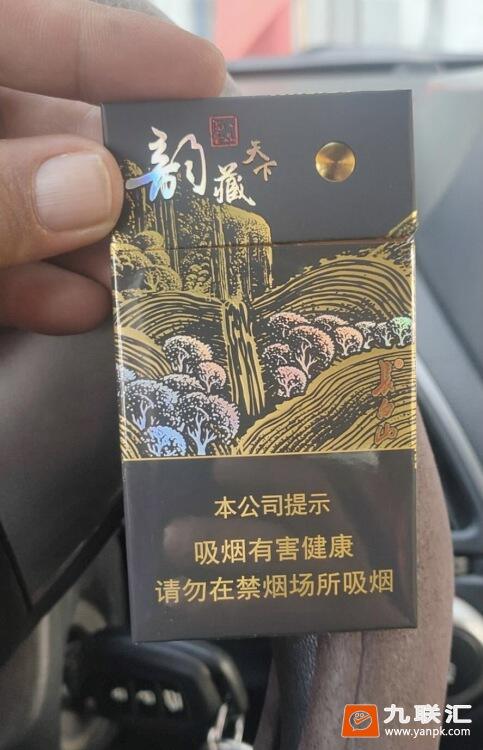 韵藏
天下
长白山
本公司提示
吸烟有害健康
请勿在禁烟场所吸烟
九联汇
www.yanpk.com